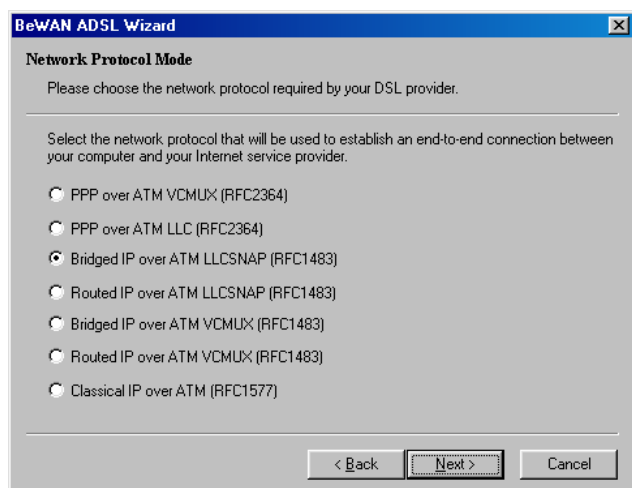 BeWAN ADSL Wizard
Network Protocol Mode
Please choose the network protocol required by your DSL provider.
Select the network protocol that will be used to establish an end-to-end connection between
your computer and your Internet service provider.
PPP over ATM VCMUX (RFC2364)
PPP over ATM LLC (RFC2364)
Bridged IP over ATM LLCSNAP (RFC1483)
Routed IP over ATM LLCSNAP (RFC1483)
Bridged IP over ATM VCMUX (RFC1483)
Routed IP over ATM VCMUX (RFC1483)
Classical IP over ATM (RFC1577)
< Back Next > Cancel